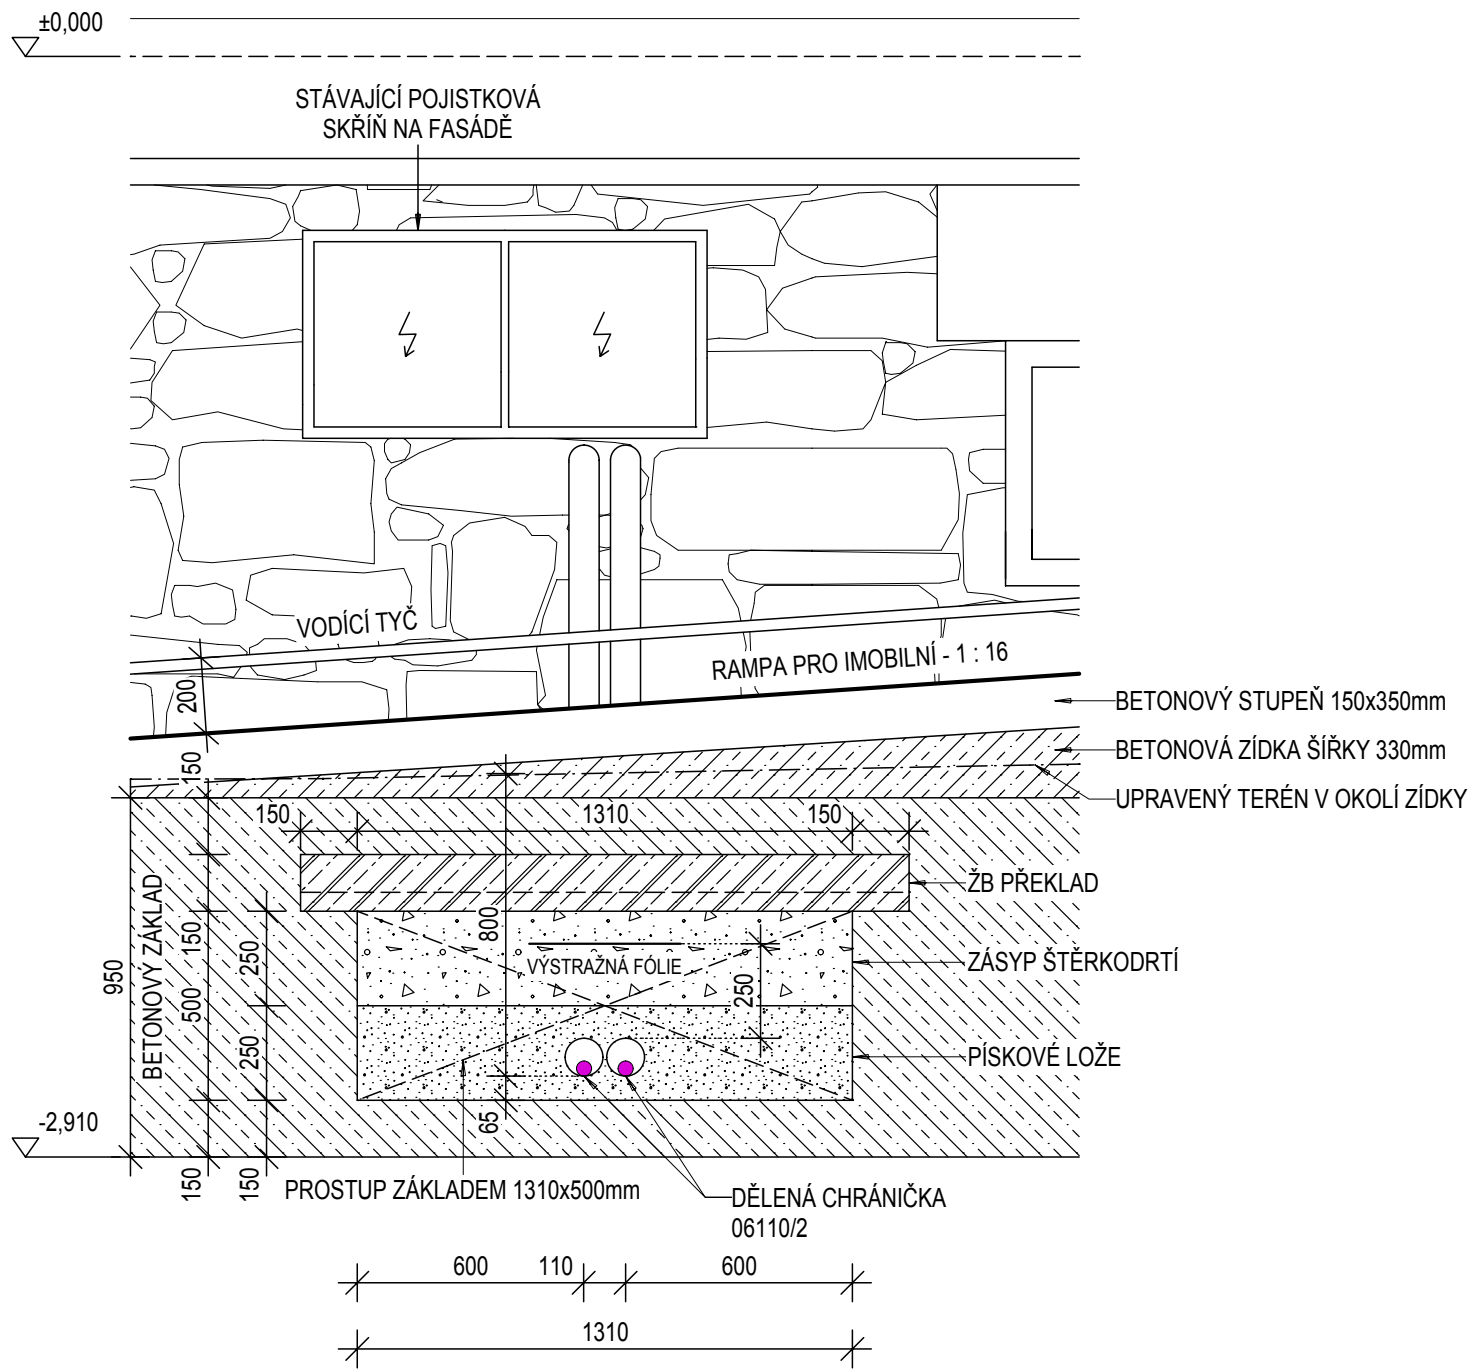 ±0,000
STÁVAJÍCÍ POJISTKOVÁ
SKŘÍŇ NA FASÁDĚ
VODÍCÍ TYČ
RAMPA PRO IMOBILNÍ - 1 : 16
200
BETONOVÝ STUPEŇ 150x350mm
BETONOVÁ ZÍDKA ŠÍŘKY 330mm
UPRAVENÝ TERÉN V OKOLÍ ZÍDKY
150
150
1310
150
ŽB PŘEKLAD
BETONOVÝ ZÁKLAD
950
150
500
250
250
800
VÝSTRAŽNÁ FÓLIE
250
ZÁSYP ŠTĚRKODRTÍ
PÍSKOVÉ LOŽE
65
-2,910
150
150
PROSTUP ZÁKLADEM 1310x500mm
DĚLENÁ CHRÁNIČKA
06110/2
600
110
600
1310